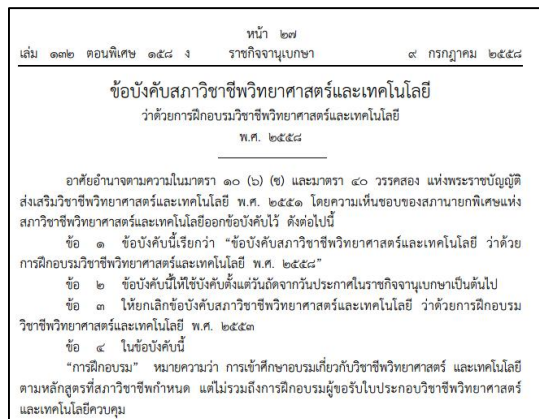 หน้า ๒๗
เล่ม ๑๓๒ ตอนพิเศษ ๑๕๘ ง ราชกิจจานุเบกษา ๙ กรกฎาคม ๒๕๕๘
ข้อบังคับสภาวิชาชีพวิทยาศาสตร์และเทคโนโลยี
ว่าด้วยการฝึกอบรมวิชาชีพวิทยาศาสตร์และเทคโนโลยี
พ.ศ. ๒๕๕๘
อาศัยอำนาจตามความในมาตรา ๑๐ (๖) (ซ) และมาตรา ๔๐ วรรคสอง แห่งพระราชบัญญัติ
ส่งเสริมวิชาชีพวิทยาศาสตร์และเทคโนโลยี พ.ศ. ๒๕๕๑ โดยความเห็นชอบของสภานายกพิเศษแห่ง
สภาวิชาชีพวิทยาศาสตร์และเทคโนโลยีออกข้อบังคับไว้ ดังต่อไปนี้
ข้อ ๑ ข้อบังคับนี้เรียกว่า “ข้อบังคับสภาวิชาชีพวิทยาศาสตร์และเทคโนโลยี ว่าด้วย
การฝึกอบรมวิชาชีพวิทยาศาสตร์และเทคโนโลยี พ.ศ. ๒๕๕๘”
ข้อ ๒ ข้อบังคับนี้ให้ใช้บังคับตั้งแต่วันถัดจากวันประกาศในราชกิจจานุเบกษาเป็นต้นไป
ข้อ ๓ ให้ยกเลิกข้อบังคับสภาวิชาชีพวิทยาศาสตร์และเทคโนโลยี ว่าด้วยการฝึกอบรม
วิชาชีพวิทยาศาสตร์และเทคโนโลยี พ.ศ. ๒๕๕๓
ข้อ ๔ ในข้อบังคับนี้
“การฝึกอบรม” หมายความว่า การเข้าศึกษาอบรมเกี่ยวกับวิชาชีพวิทยาศาสตร์ และเทคโนโลยี
ตามหลักสูตรที่สภาวิชาชีพกำหนด แต่ไม่รวมถึงการฝึกอบรมผู้ขอรับใบประกอบวิชาชีพวิทยาศาสตร์
และเทคโนโลยีควบคุม